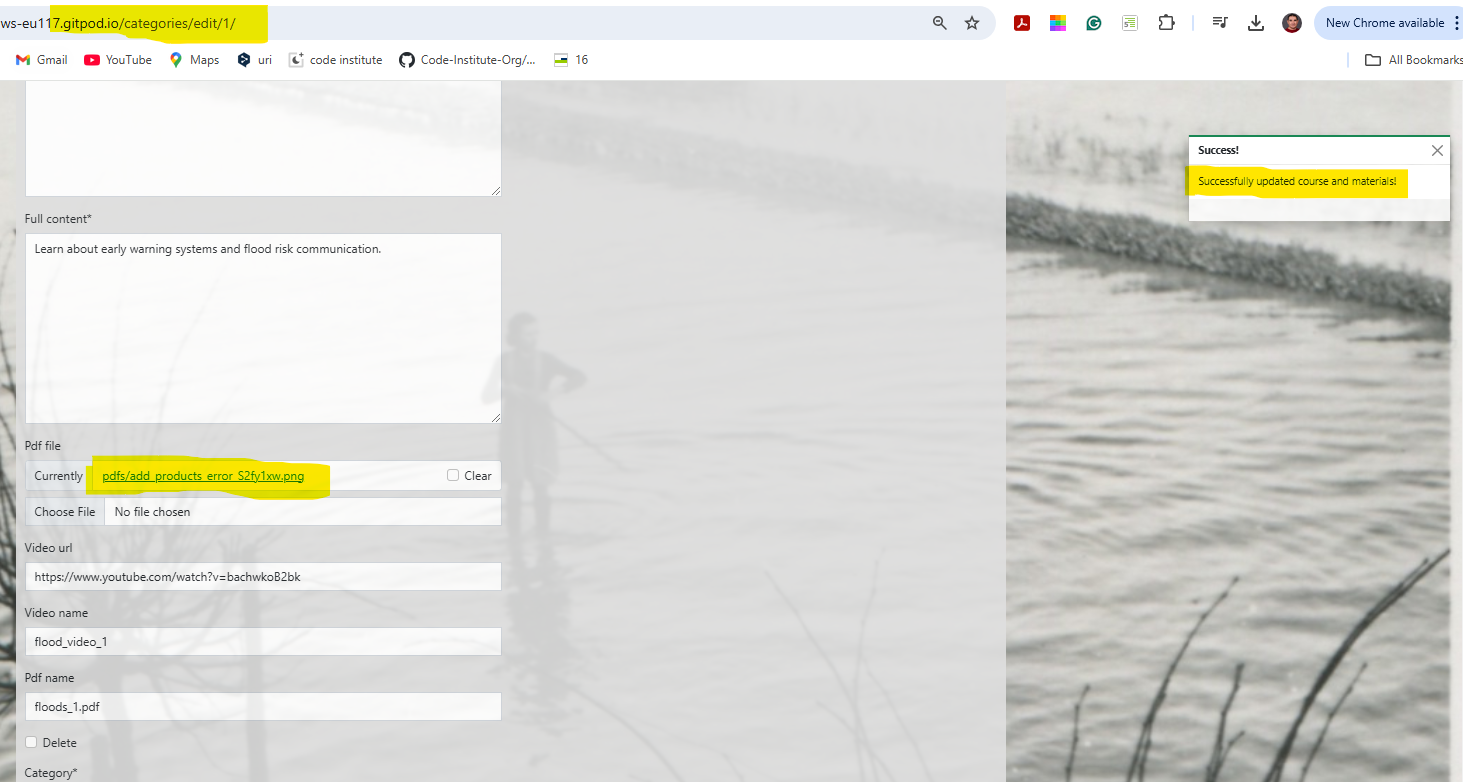 ws-eu117.gitpod.io/categories/edit/1/
New Chrome available
Gmail YouTube Maps uri code institute Code-Institute-Org/... 16 All Bookmarks
Success!
Successfully updated course and materials!
Full content*
Learn about early warning systems and flood risk communication.
Pdf file
Currently pdfs/add_products_error_S2fy1xw.png Clear
Choose File No file chosen
Video url
https://www.youtube.com/watch?v=bachwkoB2bk
Video name
flood_video_1
Pdf name
floods_1.pdf
Delete
Category*